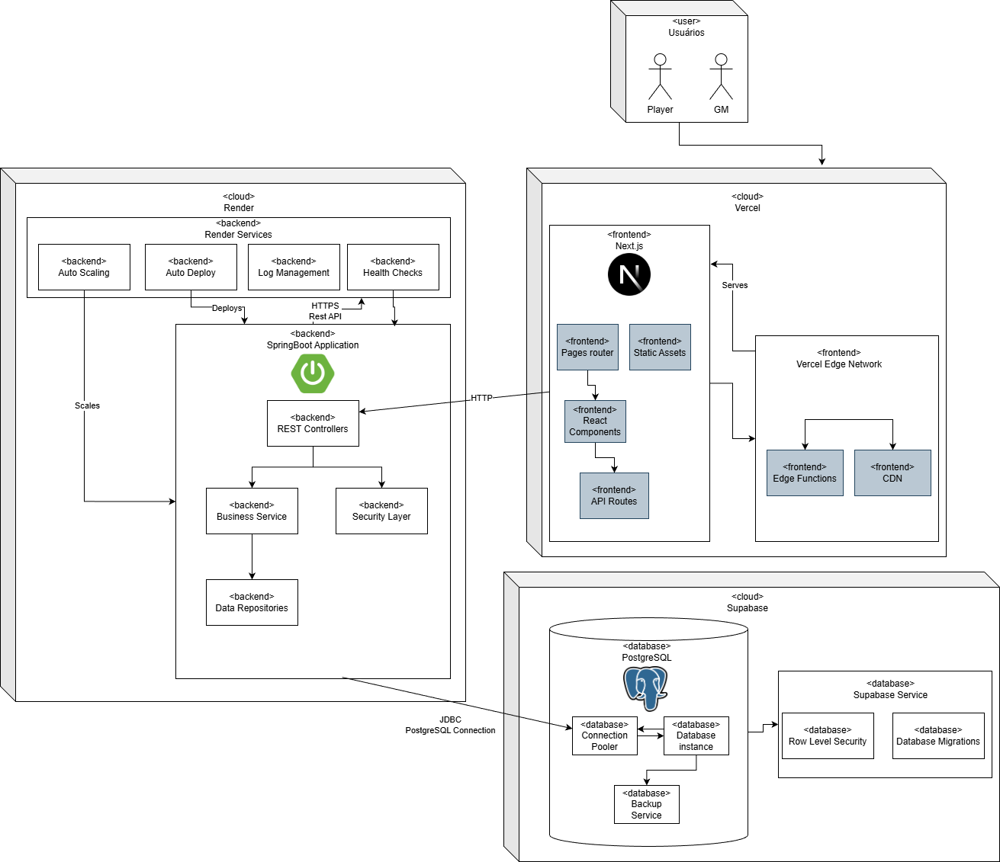 <user>
Usuários
Player
GM
<cloud>
Render
<backend>
Render Services
<backend>
Auto Scaling
<backend>
Auto Deploy
<backend>
Log Management
<backend>
Health Checks
Deploys
HTTPS
Rest API
Scales
<backend>
SpringBoot Application
<backend>
REST Controllers
<backend>
Business Service
<backend>
Security Layer
<backend>
Data Repositories
HTTP
<cloud>
Vercel
<frontend>
Next.js
N
<frontend>
Pages router
<frontend>
Static Assets
<frontend>
React
Components
<frontend>
API Routes
Serves
<frontend>
Vercel Edge Network
<frontend>
Edge Functions
<frontend>
CDN
JDBC
PostgreSQL Connection
<cloud>
Supabase
<database>
PostgreSQL
<database>
Connection
Pooler
<database>
Database
instance
<database>
Backup
Service
<database>
Supabase Service
<database>
Row Level Security
<database>
Database Migrations